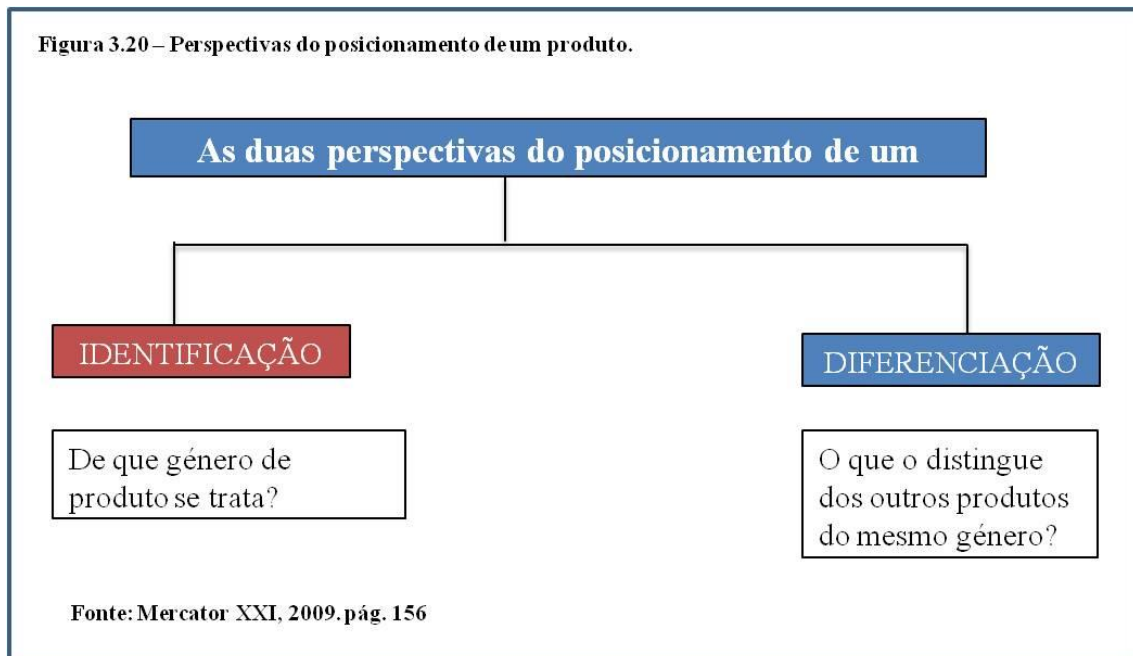 Figura 3.20 – Perspectivas do posicionamento de um produto.
As duas perspectivas do posicionamento de um
IDENTIFICAÇÃO
DIFERENCIAÇÃO
De que género de
produto se trata?
O que o distingue
dos outros produtos
do mesmo género?
Fonte: Mercator XXI, 2009. pág. 156